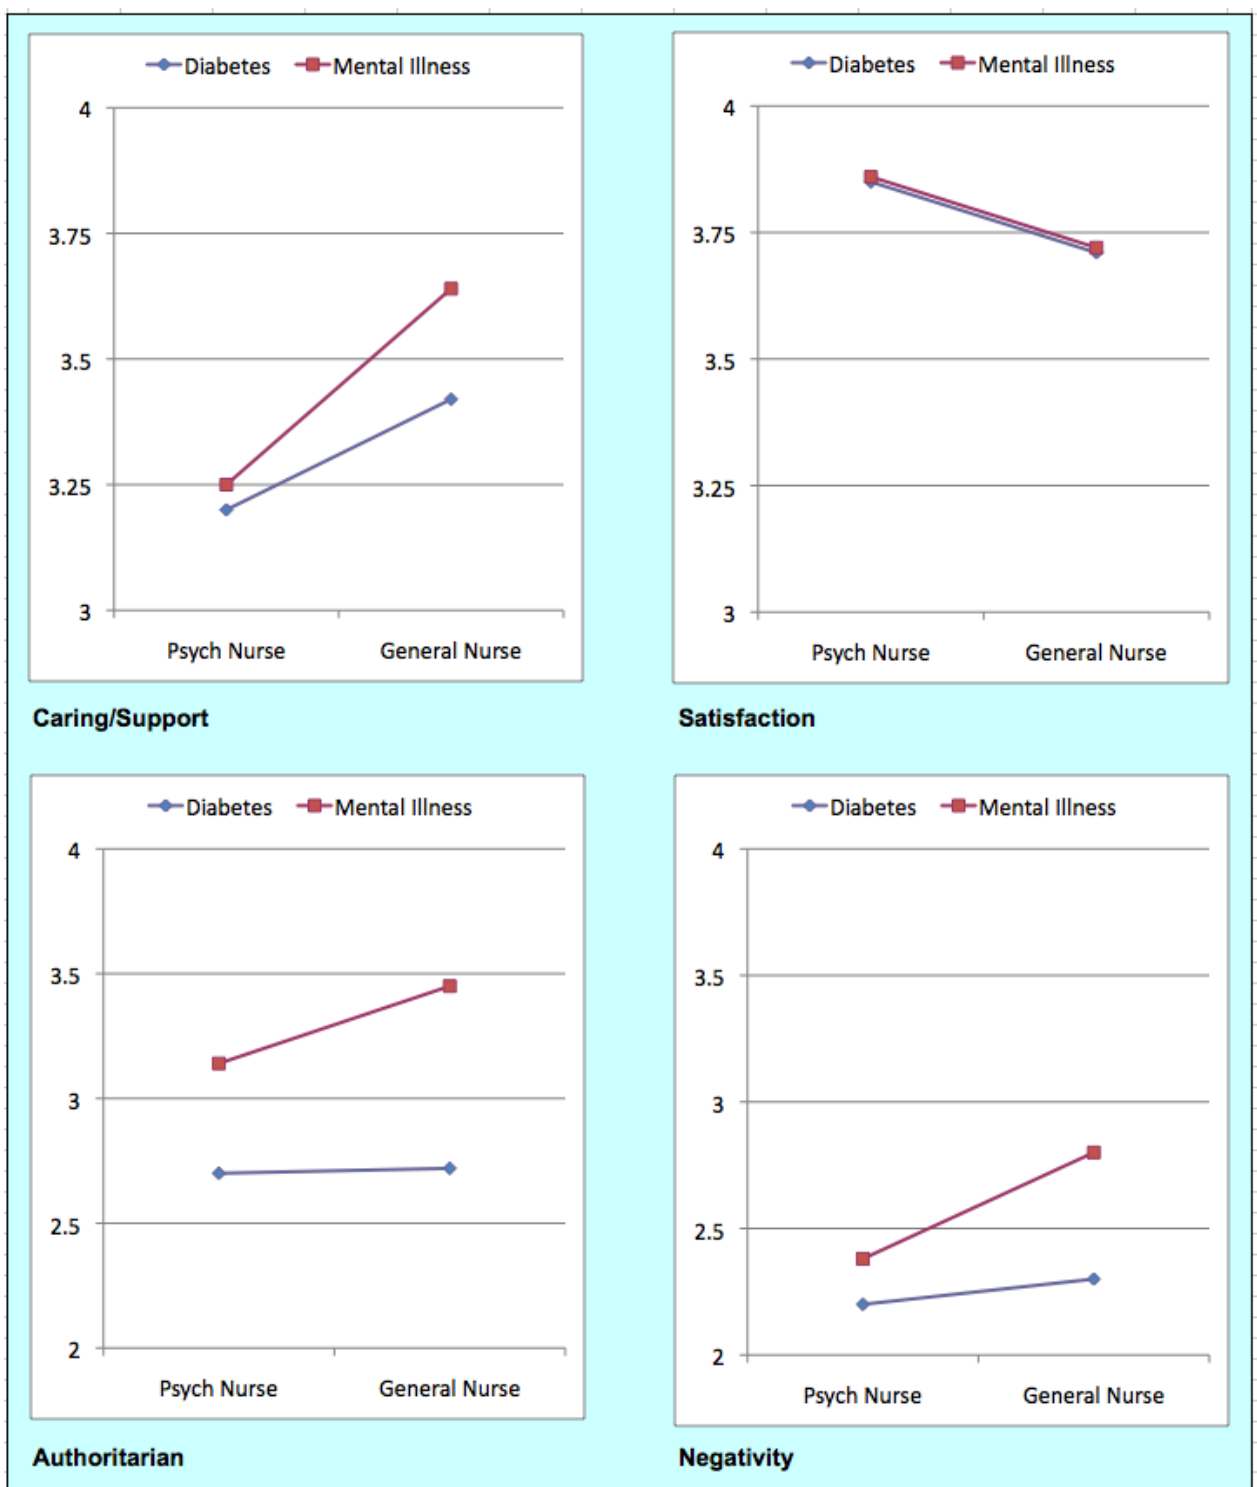 Diabetes Mental Illness
4
3.75
3.5
3.25
3
Psych Nurse General Nurse
Caring/Support
Diabetes Mental Illness
4
3.75
3.5
3.25
3
Psych Nurse General Nurse
Satisfaction
Diabetes Mental Illness
4
3.5
3
2.5
2
Psych Nurse General Nurse
Authoritarian
Diabetes Mental Illness
4
3.5
3
2.5
2
Psych Nurse General Nurse
Negativity